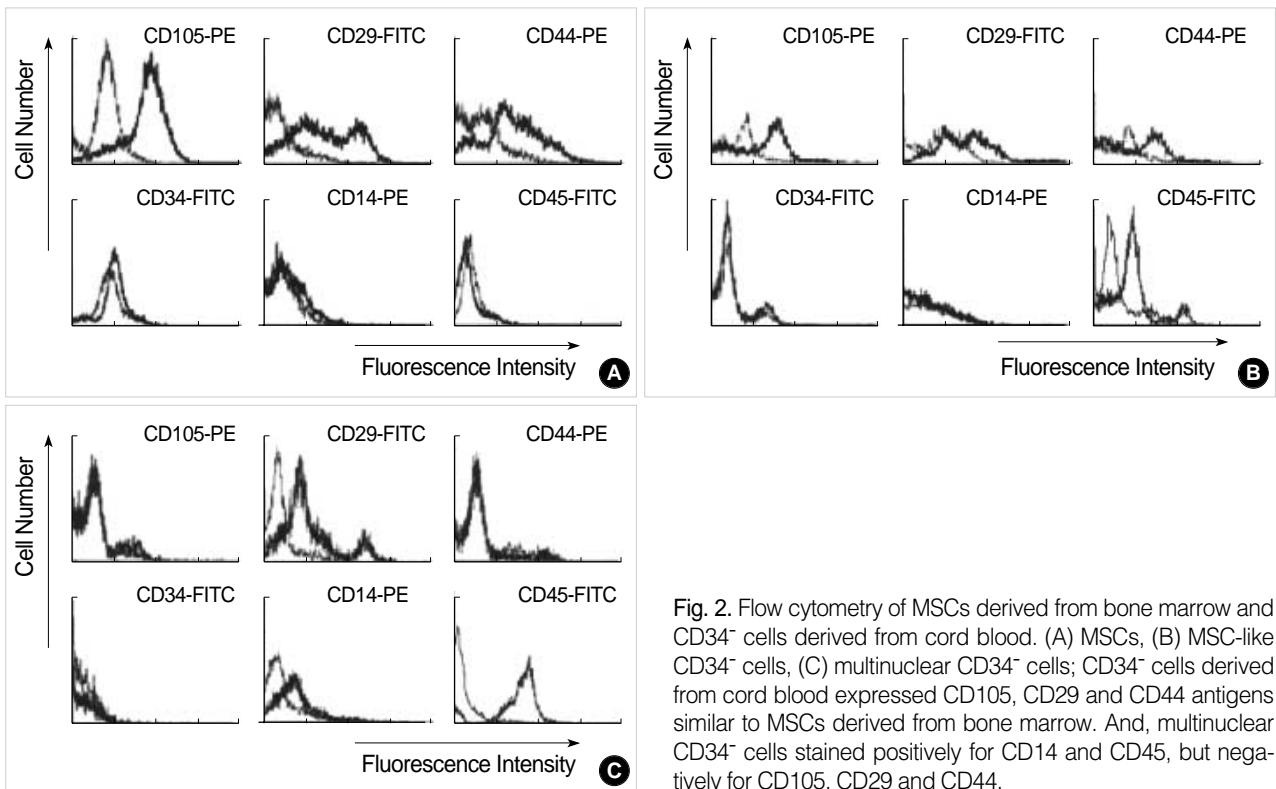 CD105-PE CD29-FITC CD44-PE
Cell Number
CD34-FITC CD14-PE CD45-FITC
Fluorescence Intensity
A
CD105-PE CD29-FITC CD44-PE
Cell Number
CD34-FITC CD14-PE CD45-FITC
Fluorescence Intensity
B
CD105-PE CD29-FITC CD44-PE
Cell Number
CD34-FITC CD14-PE CD45-FITC
Fluorescence Intensity
C
Fig. 2. Flow cytometry of MSCs derived from bone marrow and
CD34⁻ cells derived from cord blood. (A) MSCs, (B) MSC-like
CD34⁻ cells, (C) multinuclear CD34⁻ cells; CD34⁻ cells derived
from cord blood expressed CD105, CD29 and CD44 antigens
similar to MSCs derived from bone marrow. And, multinuclear
CD34⁻ cells stained positively for CD14 and CD45, but nega-
tively for CD105, CD29 and CD44.